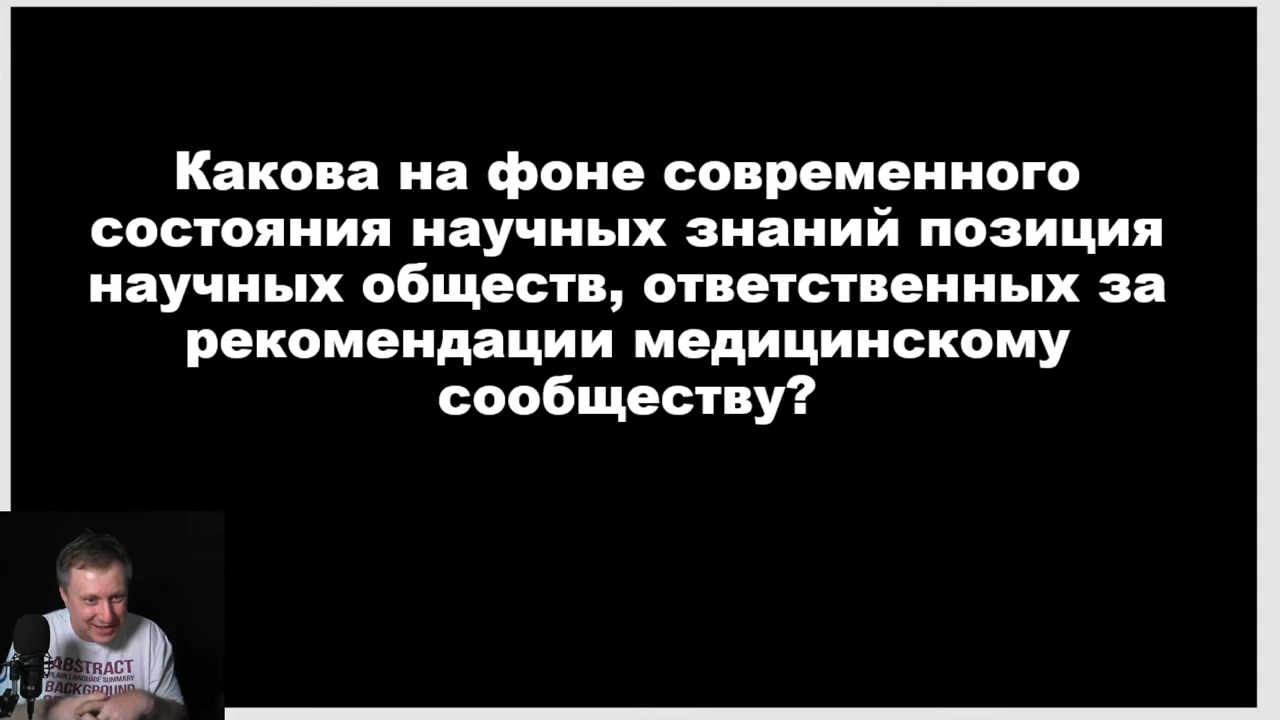 Какова на фоне современного
состояния научных знаний позиция
научных обществ, ответственных за
рекомендации медицинскому
сообществу?
ABSTRACT
PLAIN LANGUAGE SUMMARY
BACKGROUND